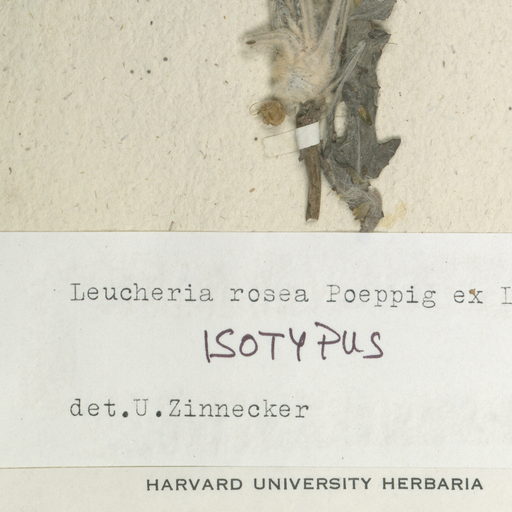 Leucheria rosea Poeppig ex
ISOTYPUS
det.U.Zinnecker
HARVARD UNIVERSITY HERBARIA